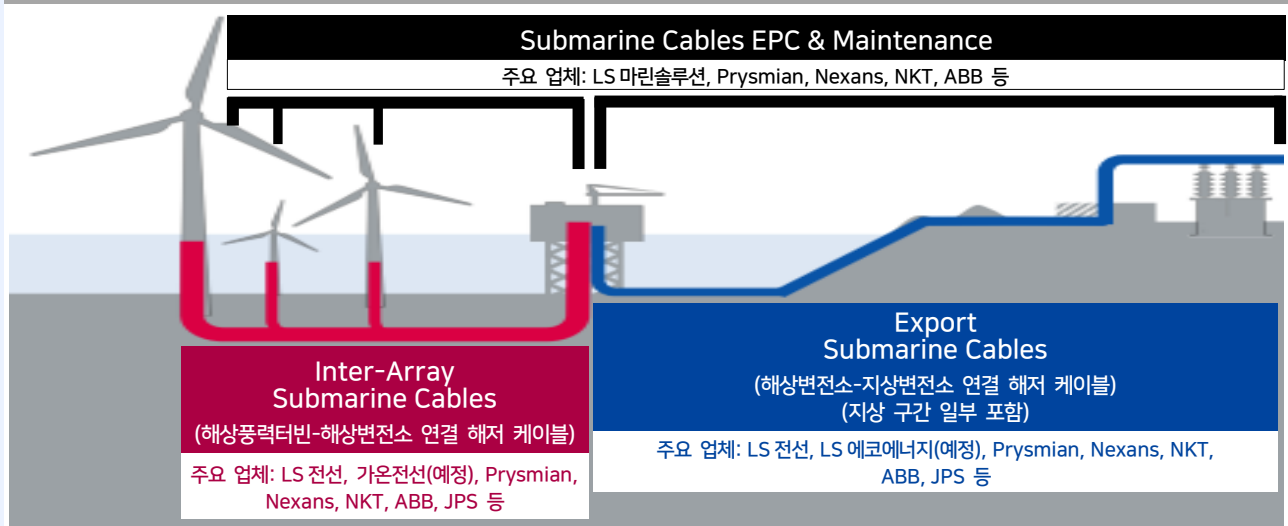 Submarine Cables EPC & Maintenance
주요 업체: LS 마린솔루션, Prysmian, Nexans, NKT, ABB 등
Inter-Array
Submarine Cables
(해상풍력터빈-해상변전소 연결 해저 케이블)
주요 업체: LS 전선, 가온전선(예정), Prysmian,
Nexans, NKT, ABB, JPS 등
Export
Submarine Cables
(해상변전소-지상변전소 연결 해저 케이블)
(지상 구간 일부 포함)
주요 업체: LS 전선, LS 에코에너지(예정), Prysmian, Nexans, NKT,
ABB, JPS 등